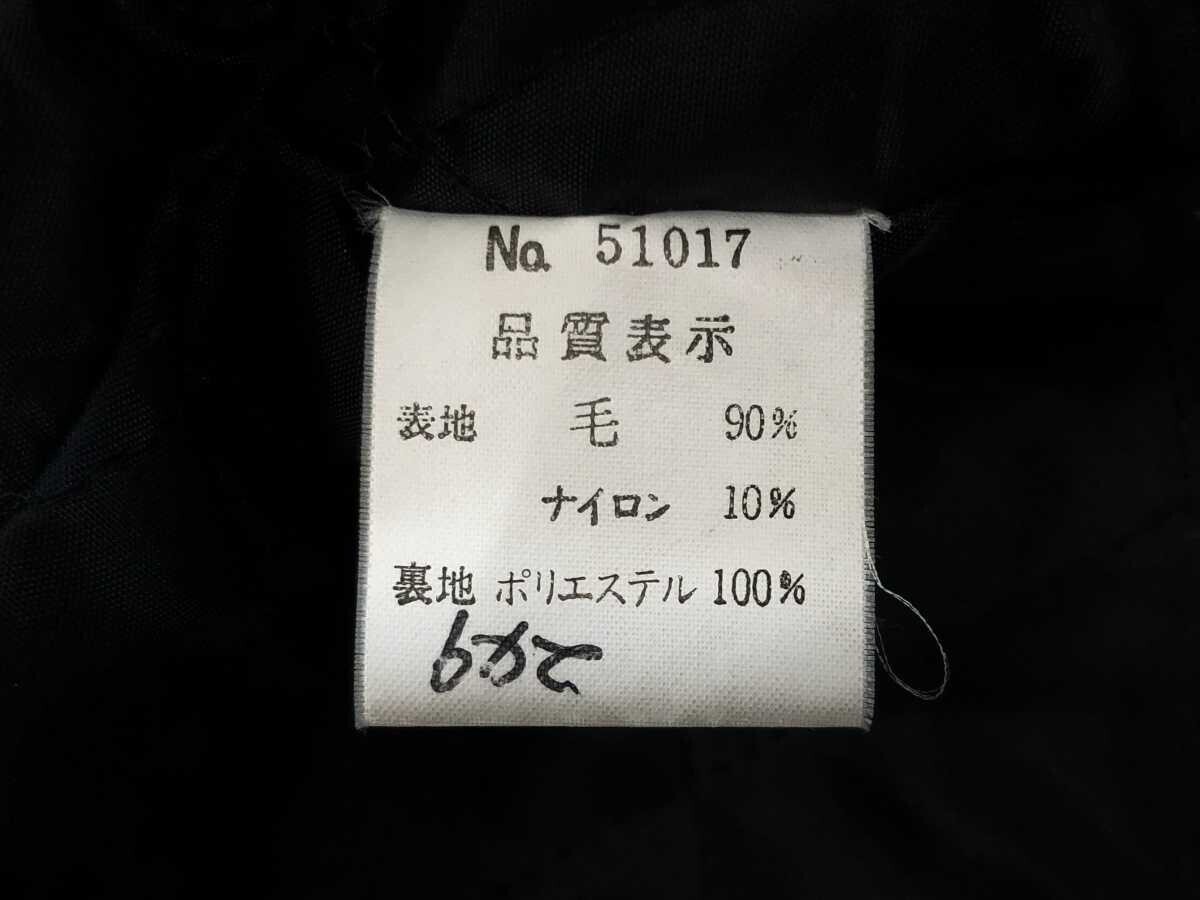 No. 51017
品質表示
表地 毛 90%
ナイロン 10%
裏地 ポリエステル 100%